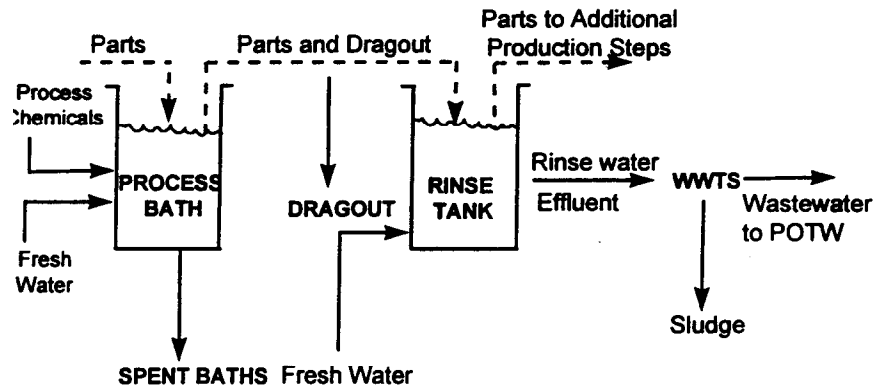 Parts
Parts and Dragout
Parts to Additional
Production Steps
Process
Chemicals
PROCESS
BATH
Fresh
Water
SPENT BATHS
DRAGOUT
Fresh Water
RINSE
TANK
Rinse water
Effluent
WWTS
Wastewater
to POTW
Sludge